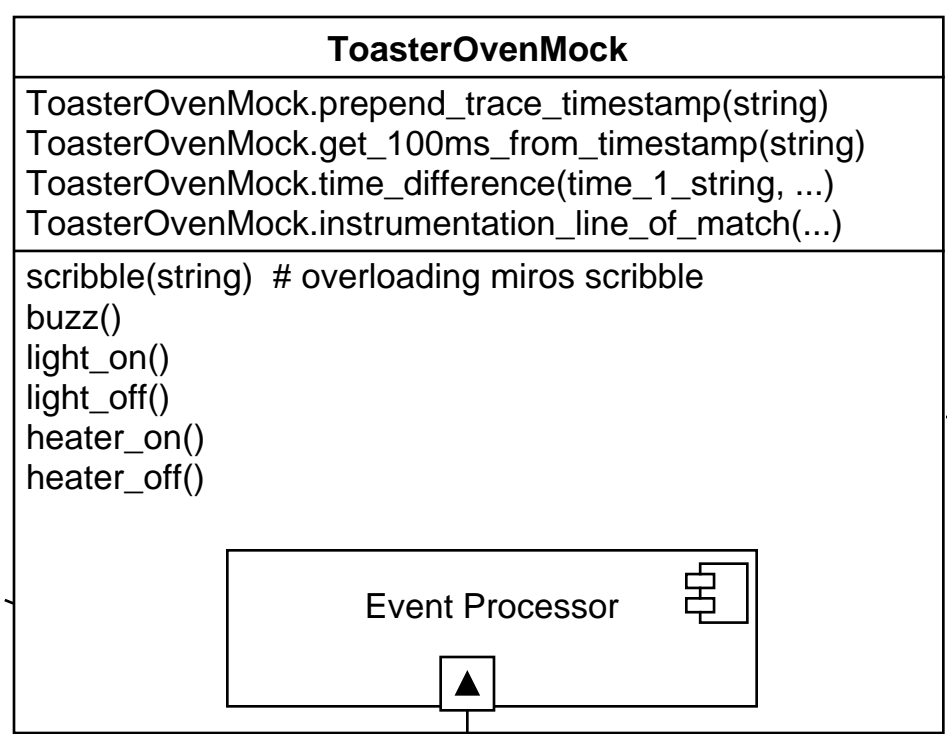 ToasterOvenMock
ToasterOvenMock.prepend_trace_timestamp(string)
ToasterOvenMock.get_100ms_from_timestamp(string)
ToasterOvenMock.time_difference(time_1_string, ...)
ToasterOvenMock.instrumentation_line_of_match(...)
scribble(string)  # overloading miros scribble
buzz()
light_on()
light_off()
heater_on()
heater_off()
Event Processor